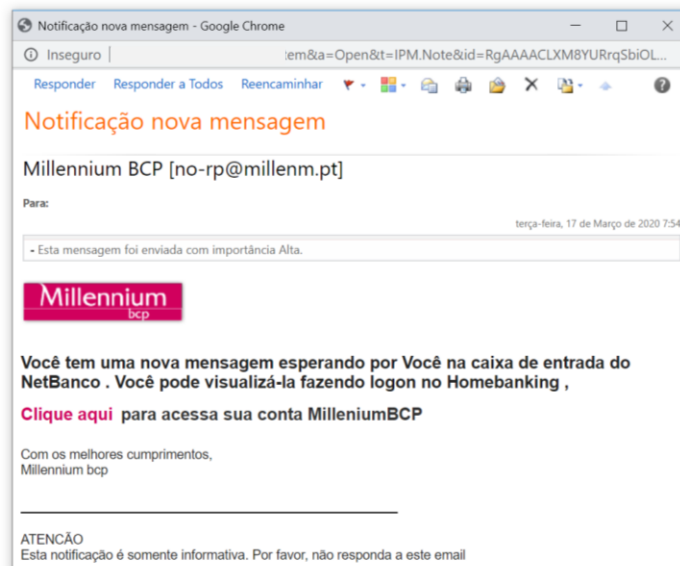 Notificação nova mensagem - Google Chrome
Inseguro | :em&a=Open&t=IPM.Note&id=RgAAAACLXM8YURrqSbiOL...
Responder Responder a Todos Reencaminhar
Notificação nova mensagem
Millennium BCP [no-rp@millenm.pt]
Para:
terça-feira, 17 de Março de 2020 7:54
- Esta mensagem foi enviada com importância Alta.
Millennium
bcp
Você tem uma nova mensagem esperando por Você na caixa de entrada do
NetBanco . Você pode visualizá-la fazendo logon no Homebanking ,
Clique aqui para acessa sua conta MilleniumBCP
Com os melhores cumprimentos,
Millennium bcp
ATENCÃO
Esta notificação é somente informativa. Por favor, não responda a este email